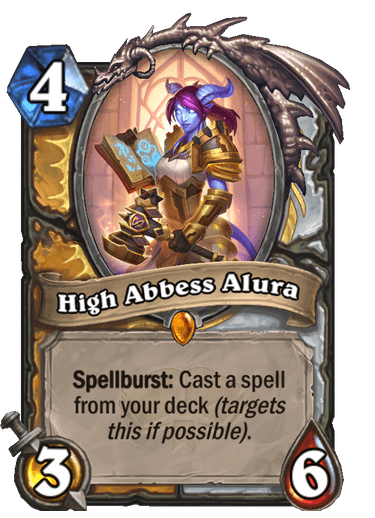 4
High Abbess Alura
Spellburst: Cast a spell
from your deck (targets
this if possible).
3
6